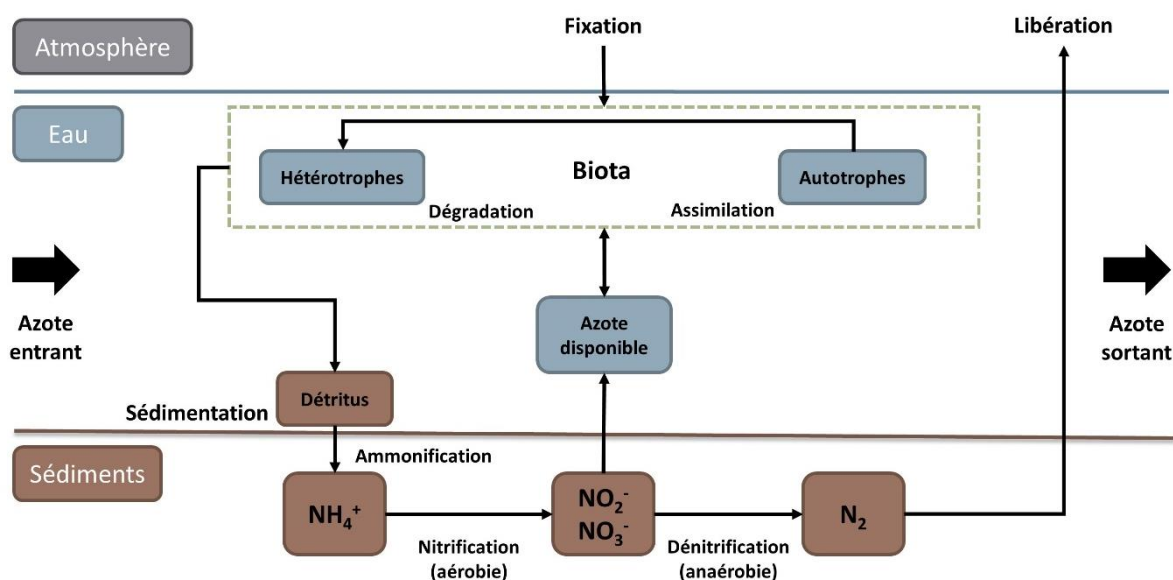 Atmosphère
Fixation
Libération
Eau
Hétérotrophes
Biota
Autotrophes
Dégradation
Assimilation
Azote
entrant
Azote
disponible
Azote
sortant
Sédimentation
Détritus
Sédiments
Ammonification
NH₄⁺
NO₂⁻
NO₃⁻
N₂
Nitrification
(aérobie)
Dénitrification
(anaérobie)